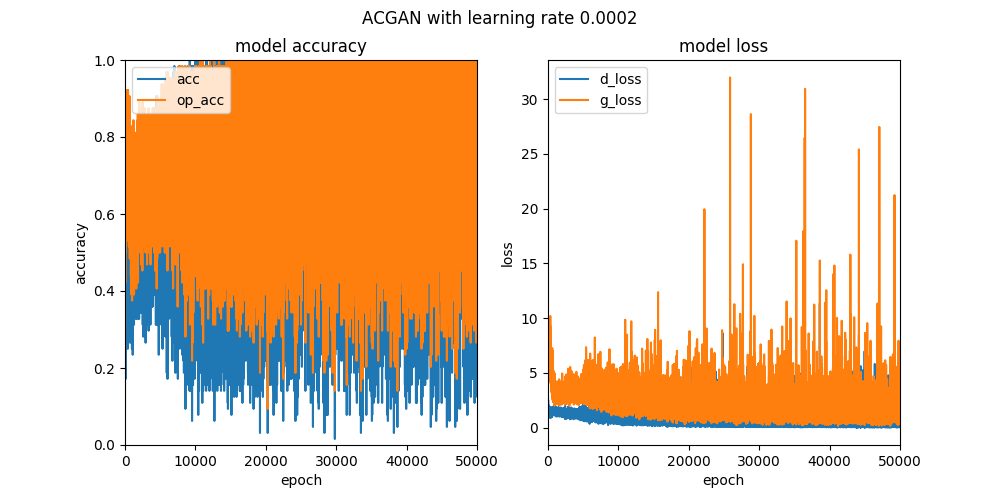 ACGAN with learning rate 0.0002
model accuracy
acc
op_acc
1.0
0.8
0.6
0.4
0.2
0.0
accuracy
0
10000
20000
30000
40000
50000
epoch
model loss
d_loss
g_loss
30
25
20
15
10
5
0
loss
0
10000
20000
30000
40000
50000
epoch